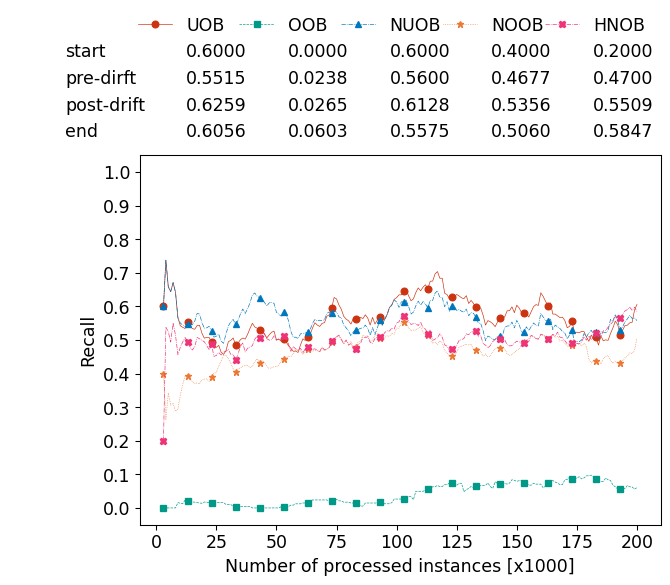 UOB OOB NUOB NOOB HNOB
start 0.6000 0.0000 0.6000 0.4000 0.2000
pre-dirft 0.5515 0.0238 0.5600 0.4677 0.4700
post-drift 0.6259 0.0265 0.6128 0.5356 0.5509
end 0.6056 0.0603 0.5575 0.5060 0.5847
1.0
0.9
0.8
0.7
0.6
0.5
0.4
0.3
0.2
0.1
0.0
Recall
0 25 50 75 100 125 150 175 200
Number of processed instances [x1000]